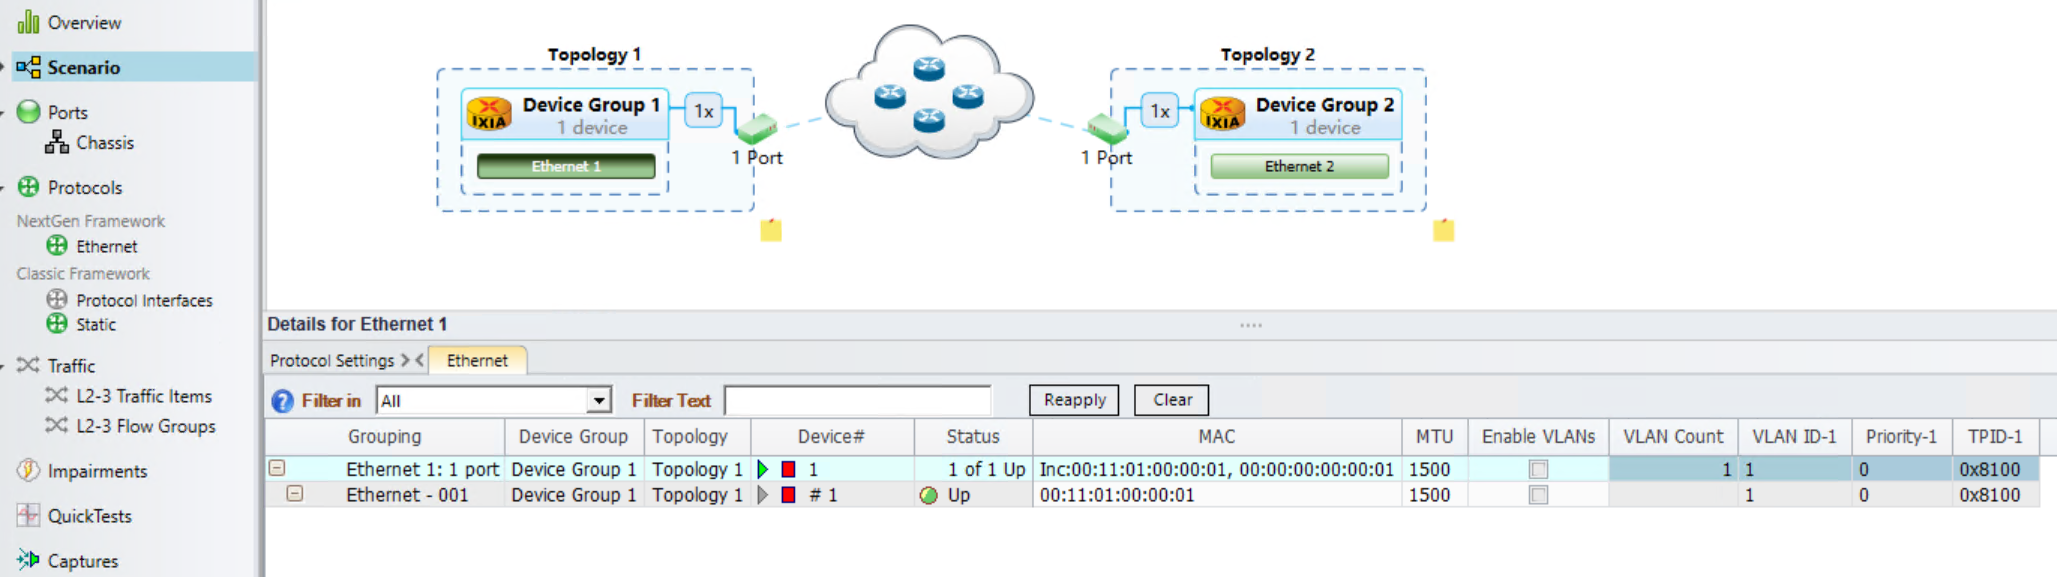 Overview
Scenario
Ports
Chassis
Protocols
NextGen Framework
Ethernet
Classic Framework
Protocol Interfaces
Static
Traffic
L2-3 Traffic Items
L2-3 Flow Groups
Impairments
QuickTests
Captures
Topology 1
IXIA
Device Group 1
1 device
1x
Ethernet 1
1 Port
Topology 2
1 Port
1x
IXIA
Device Group 2
1 device
Ethernet 2
Details for Ethernet 1
Protocol Settings Ethernet
? Filter in All Filter Text Reapply Clear
Grouping Device Group Topology Device# Status MAC MTU Enable VLANs VLAN Count VLAN ID-1 Priority-1 TPID-1
Ethernet 1: 1 port Device Group 1 Topology 1 1 1 of 1 Up Inc:00:11:01:00:00:01, 00:00:00:00:00:01 1500 1 1 0 0x8100
Ethernet - 001 Device Group 1 Topology 1 # 1 Up 00:11:01:00:00:01 1500 1 0 0x8100